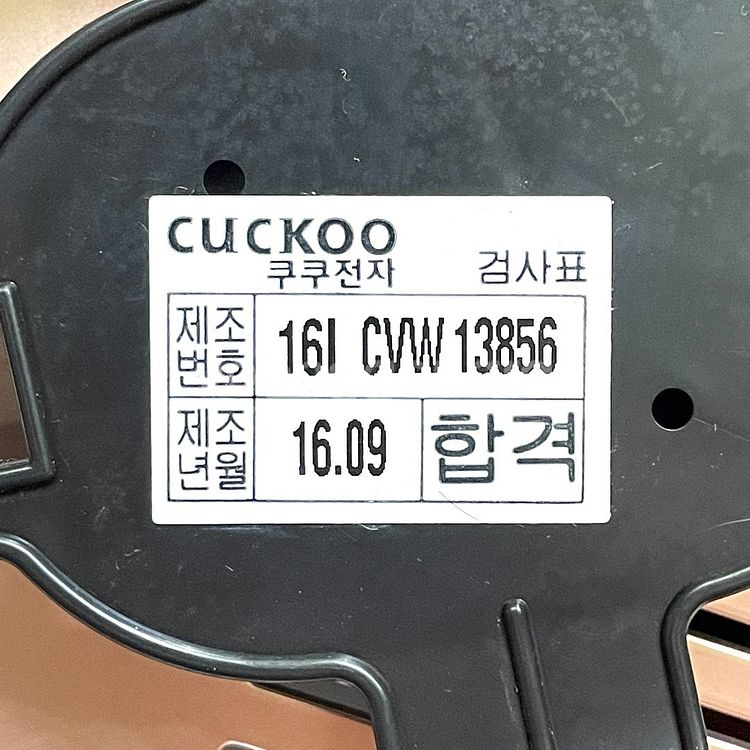 CUCKOO
쿠쿠전자 검사표
제조
번호 16I CVW 13856
제조
년월 16.09 합격